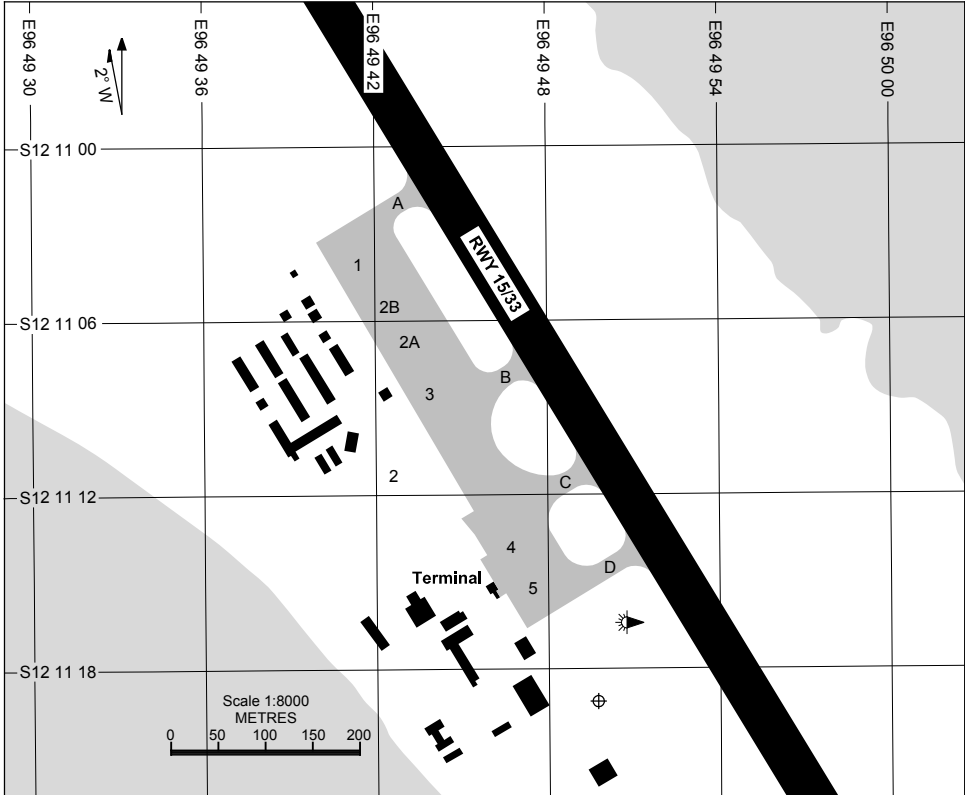 E96 49 30
E96 49 36
E96 49 42
E96 49 48
E96 49 54
E96 50 00
2° W
S12 11 00
A
RWY 15/33
1
2B
S12 11 06
2A
B
3
2
C
S12 11 12
4
D
Terminal
5
S12 11 18
Scale 1:8000
METRES
0 50 100 150 200